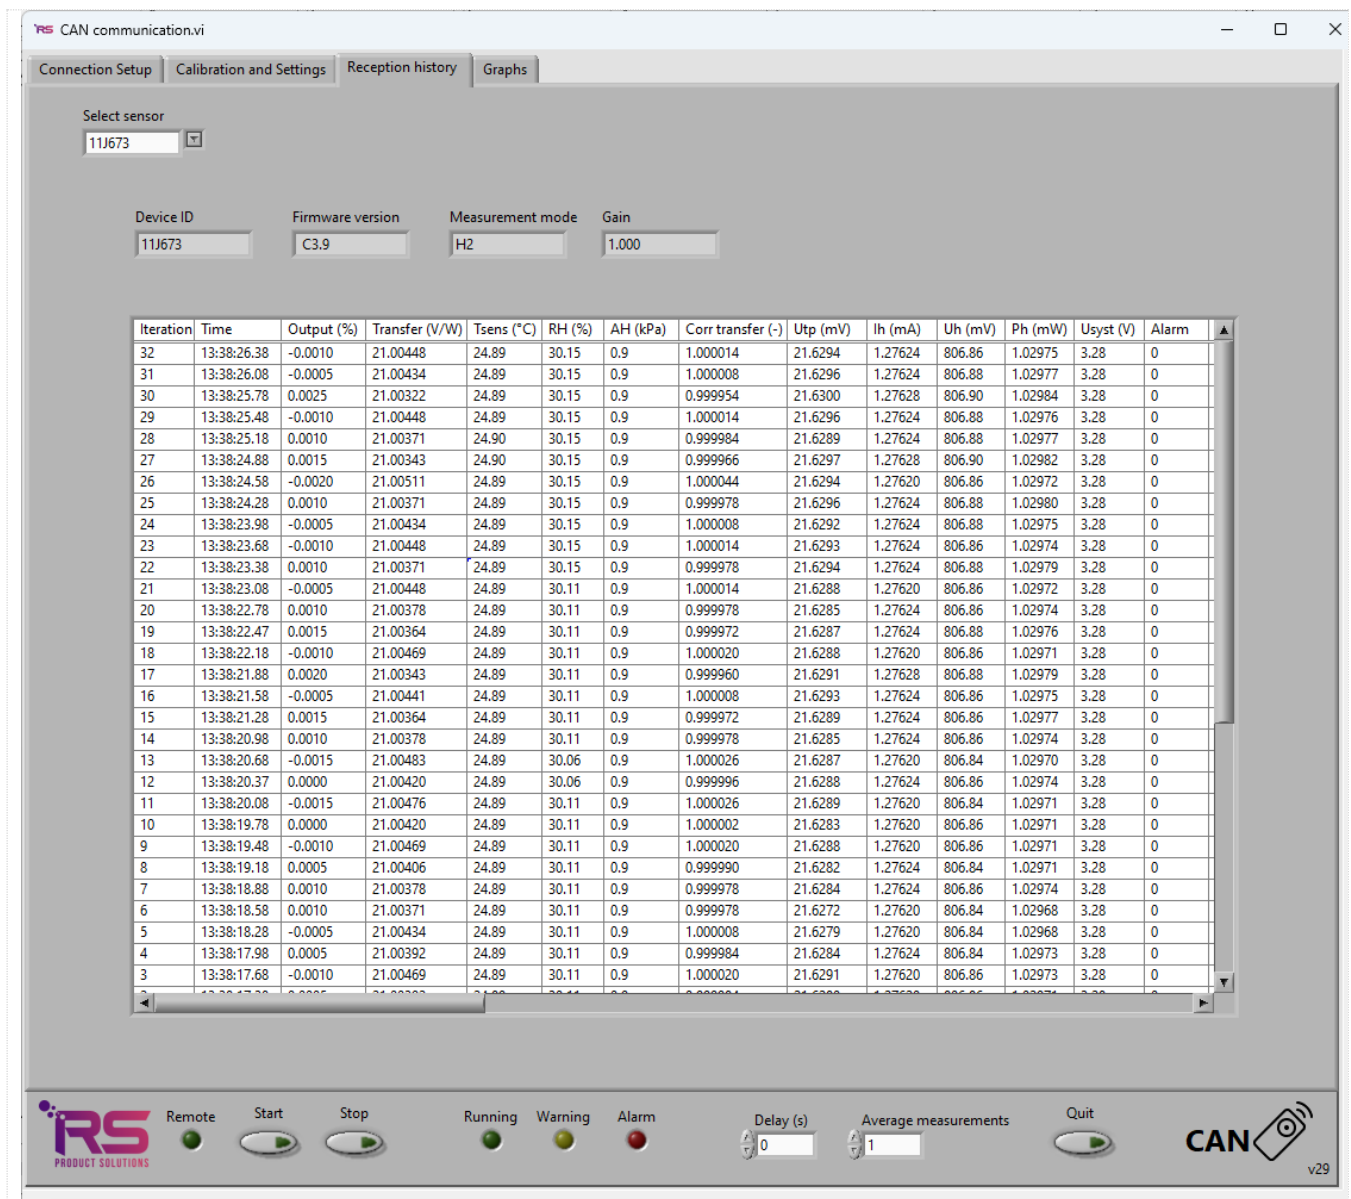 RS CAN communication.vi
Connection Setup Calibration and Settings Reception history Graphs
Select sensor
11J673
Device ID Firmware version Measurement mode Gain
11J673 C3.9 H2 1.000
Iteration Time Output (%) Transfer (V/W) Tsens (°C) RH (%) AH (kPa) Corr transfer (-) Utp (mV) Ih (mA) Uh (mV) Ph (mW) Usyst (V) Alarm
32 13:38:26.38 -0.0010 21.00448 24.89 30.15 0.9 1.000014 21.6294 1.27624 806.86 1.02975 3.28 0
31 13:38:26.08 -0.0005 21.00434 24.89 30.15 0.9 1.000008 21.6296 1.27624 806.88 1.02977 3.28 0
30 13:38:25.78 0.0025 21.00322 24.89 30.15 0.9 0.999954 21.6300 1.27628 806.90 1.02984 3.28 0
29 13:38:25.48 -0.0010 21.00448 24.89 30.15 0.9 1.000014 21.6296 1.27624 806.88 1.02976 3.28 0
28 13:38:25.18 0.0010 21.00371 24.90 30.15 0.9 0.999984 21.6289 1.27624 806.88 1.02977 3.28 0
27 13:38:24.88 0.0015 21.00343 24.90 30.15 0.9 0.999966 21.6297 1.27628 806.90 1.02982 3.28 0
26 13:38:24.58 -0.0020 21.00511 24.89 30.15 0.9 1.000044 21.6294 1.27620 806.86 1.02972 3.28 0
25 13:38:24.28 0.0010 21.00371 24.89 30.15 0.9 0.999978 21.6296 1.27624 806.88 1.02980 3.28 0
24 13:38:23.98 -0.0005 21.00434 24.89 30.15 0.9 1.000008 21.6292 1.27624 806.88 1.02975 3.28 0
23 13:38:23.68 -0.0010 21.00448 24.89 30.15 0.9 1.000014 21.6293 1.27624 806.86 1.02974 3.28 0
22 13:38:23.38 0.0010 21.00371 24.89 30.15 0.9 0.999978 21.6294 1.27624 806.88 1.02979 3.28 0
21 13:38:23.08 -0.0005 21.00448 24.89 30.11 0.9 1.000014 21.6288 1.27620 806.86 1.02972 3.28 0
20 13:38:22.78 0.0010 21.00378 24.89 30.11 0.9 0.999978 21.6285 1.27624 806.86 1.02974 3.28 0
19 13:38:22.47 0.0015 21.00364 24.89 30.11 0.9 0.999972 21.6287 1.27624 806.88 1.02976 3.28 0
18 13:38:22.18 -0.0010 21.00469 24.89 30.11 0.9 1.000020 21.6288 1.27620 806.86 1.02971 3.28 0
17 13:38:21.88 0.0020 21.00343 24.89 30.11 0.9 0.999960 21.6291 1.27628 806.88 1.02979 3.28 0
16 13:38:21.58 -0.0005 21.00441 24.89 30.11 0.9 1.000008 21.6293 1.27624 806.86 1.02975 3.28 0
15 13:38:21.28 0.0015 21.00364 24.89 30.11 0.9 0.999972 21.6289 1.27624 806.86 1.02977 3.28 0
14 13:38:20.98 0.0010 21.00378 24.89 30.11 0.9 0.999978 21.6285 1.27624 806.86 1.02974 3.28 0
13 13:38:20.68 -0.0015 21.00483 24.89 30.06 0.9 1.000026 21.6287 1.27620 806.84 1.02970 3.28 0
12 13:38:20.37 0.0000 21.00420 24.89 30.06 0.9 0.999996 21.6288 1.27624 806.86 1.02974 3.28 0
11 13:38:20.08 -0.0015 21.00476 24.89 30.11 0.9 1.000026 21.6289 1.27620 806.84 1.02971 3.28 0
10 13:38:19.78 0.0000 21.00420 24.89 30.11 0.9 1.000002 21.6283 1.27620 806.86 1.02971 3.28 0
9 13:38:19.48 -0.0010 21.00469 24.89 30.11 0.9 1.000020 21.6288 1.27620 806.86 1.02971 3.28 0
8 13:38:19.18 0.0005 21.00406 24.89 30.11 0.9 0.999990 21.6282 1.27624 806.84 1.02971 3.28 0
7 13:38:18.88 0.0010 21.00378 24.89 30.11 0.9 0.999978 21.6284 1.27624 806.86 1.02974 3.28 0
6 13:38:18.58 0.0010 21.00371 24.89 30.11 0.9 0.999978 21.6272 1.27620 806.84 1.02968 3.28 0
5 13:38:18.28 -0.0005 21.00434 24.89 30.11 0.9 1.000008 21.6279 1.27620 806.84 1.02968 3.28 0
4 13:38:17.98 0.0005 21.00392 24.89 30.11 0.9 0.999984 21.6284 1.27624 806.84 1.02973 3.28 0
3 13:38:17.68 -0.0010 21.00469 24.89 30.11 0.9 1.000020 21.6291 1.27620 806.86 1.02973 3.28 0
Remote Start Stop Running Warning Alarm Delay (s) Average measurements Quit
0 1
RS
PRODUCT SOLUTIONS
CAN
v29